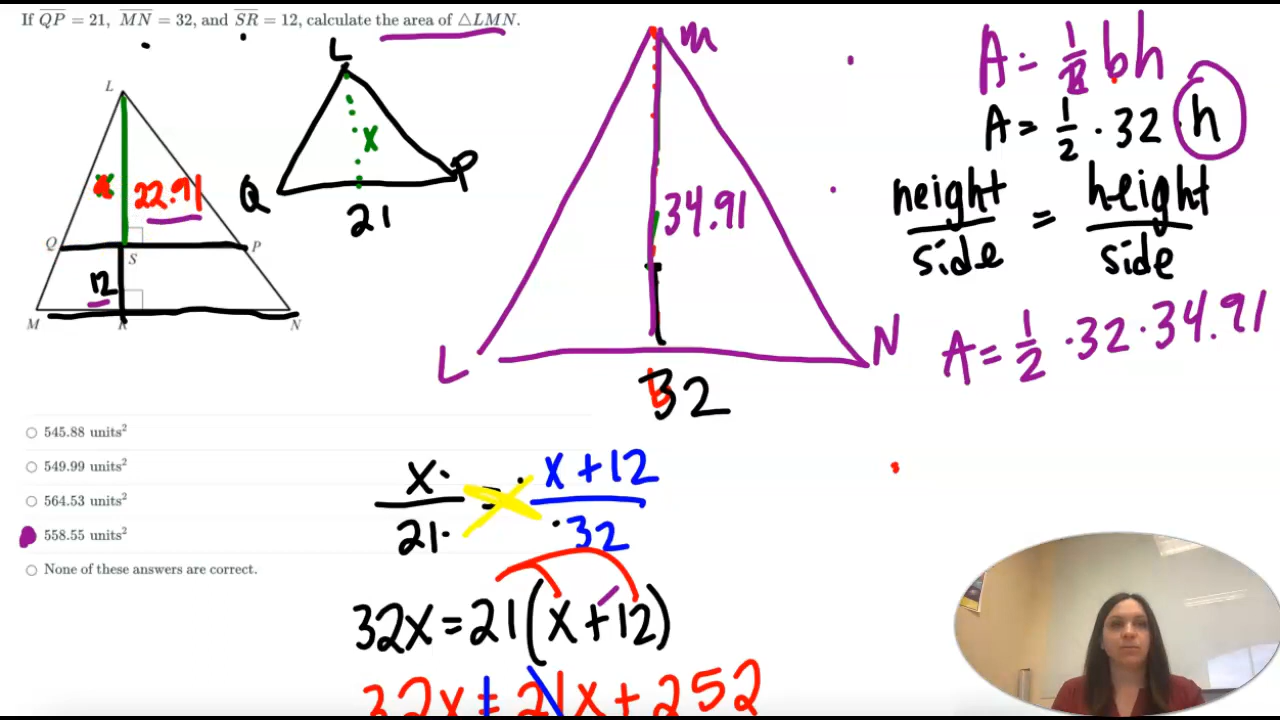 If QP = 21, MN = 32, and SR = 12, calculate the area of △LMN.
L
x
22.91
Q
P
S
12
M
R
N
L
x
Q
P
21
m
34.91
L
N
32
A = ½ bh
A = ½ · 32 · h
height/side = height/side
A = ½ · 32 · 34.91
545.88 units²
549.99 units²
564.53 units²
558.55 units²
None of these answers are correct.
x/21 = x + 12/32
32x = 21(x + 12)
32x = 21x + 252